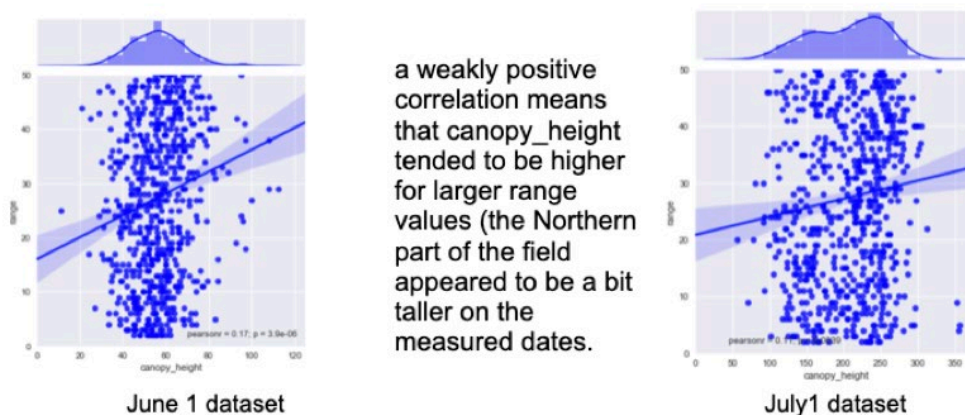 50
40
30
20
10
0
range
0 20 40 60 80 100 120
canopy_height
pearsonr = 0.17; p = 3.9e-06
June 1 dataset
a weakly positive
correlation means
that canopy_height
tended to be higher
for larger range
values (the Northern
part of the field
appeared to be a bit
taller on the
measured dates.
50
40
30
20
10
0
range
0 50 100 150 200 250 300 350
canopy_height
pearsonr =
July1 dataset